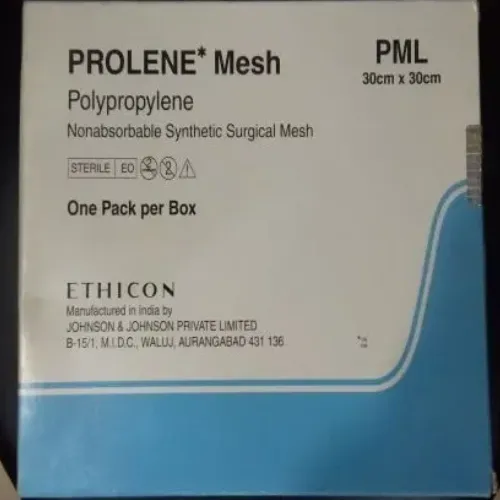 PROLENE* Mesh
PML
30cm x 30cm
Polypropylene
Nonabsorbable Synthetic Surgical Mesh
STERILE EO
One Pack per Box
ETHICON
Manufactured in India by
JOHNSON & JOHNSON PRIVATE LIMITED
B-15/1, M.I.D.C., WALUJ, AURANGABAD 431 136